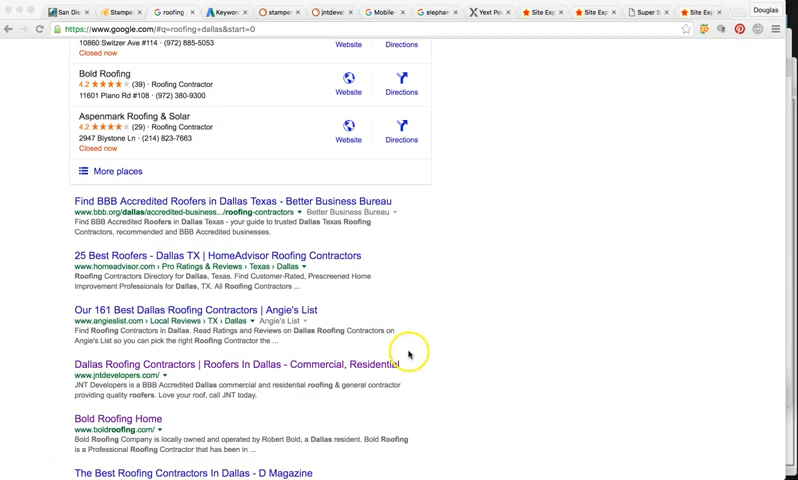 San Die
Stamper
roofing
Keyword
stamper
jntdevel
Mobile-
elephan
Yext Pow
Site Exp
Site Exp
Super S
Site Exp
Douglas
https://www.google.com/#q=roofing+dallas&start=0
10860 Switzer Ave #114 · (972) 885-5053
Closed now
Website
Directions
Bold Roofing
4.2 (39) · Roofing Contractor
11601 Plano Rd #108 · (972) 380-9300
Website
Directions
Aspenmark Roofing & Solar
4.2 (29) · Roofing Contractor
2947 Blystone Ln · (214) 823-7663
Closed now
Website
Directions
More places
Find BBB Accredited Roofers in Dallas Texas - Better Business Bureau
www.bbb.org/dallas/accredited-business.../roofing-contractors Better Business Bureau
Find BBB Accredited Roofers in Dallas Texas - your guide to trusted Dallas Texas Roofing
Contractors, recommended and BBB Accredited businesses.
25 Best Roofers - Dallas TX | HomeAdvisor Roofing Contractors
www.homeadvisor.com › Pro Ratings & Reviews › Texas › Dallas
Roofing Contractors Directory for Dallas, Texas. Find Customer-Rated, Prescreened Home
Improvement Professionals for Dallas, TX. All Roofing Contractors ...
Our 161 Best Dallas Roofing Contractors | Angie's List
www.angieslist.com › Local Reviews › TX › Dallas Angie's List
Find Roofing Contractors in Dallas. Read Ratings and Reviews on Dallas Roofing Contractors on
Angie's List so you can pick the right Roofing Contractor the ...
Dallas Roofing Contractors | Roofers In Dallas - Commercial, Residential
www.jntdevelopers.com/
JNT Developers is a BBB Accredited Dallas commercial and residential roofing & general contractor
providing quality roofers. Love your roof, call JNT today.
Bold Roofing Home
www.boldroofing.com/
Bold Roofing Company is locally owned and operated by Robert Bold, a Dallas resident. Bold Roofing
is a Professional Roofing Contractor that has been in ...
The Best Roofing Contractors In Dallas - D Magazine